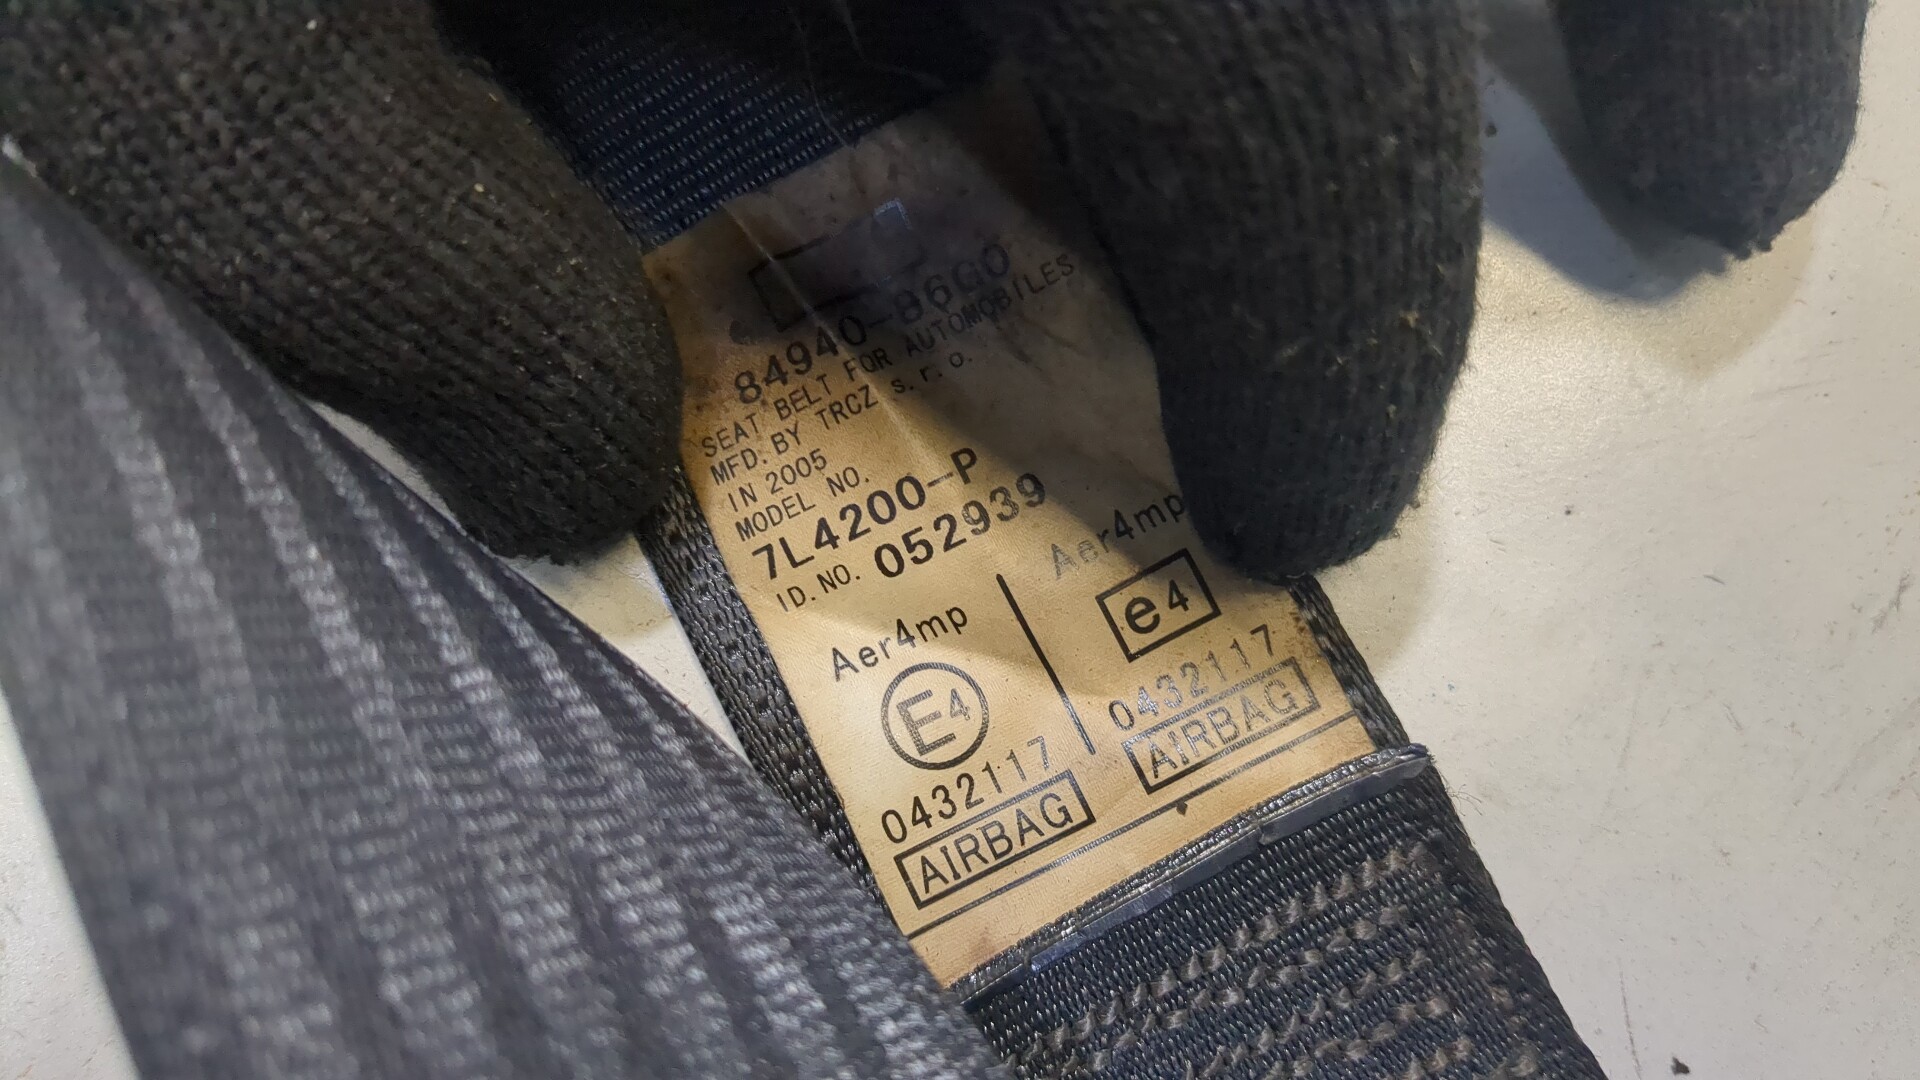 84940-86G0
SEAT BELT FOR AUTOMOBILES
MFD. BY TRCZ s. r. o.
IN 2005
MODEL NO.
7L4200-P
ID. NO. 052939
Aer4mp
E4
0432117
AIRBAG
Aer4mp
e4
0432117
AIRBAG